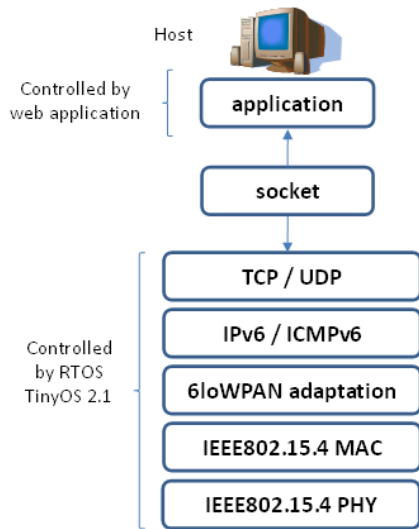 Host
Controlled by
web application
application
socket
TCP / UDP
IPv6 / ICMPv6
Controlled
by RTOS
TinyOS 2.1
6loWPAN adaptation
IEEE802.15.4 MAC
IEEE802.15.4 PHY